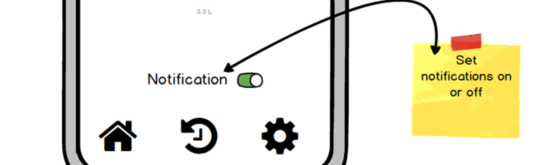 3.3 L
Notification
Set
notifications on
or off